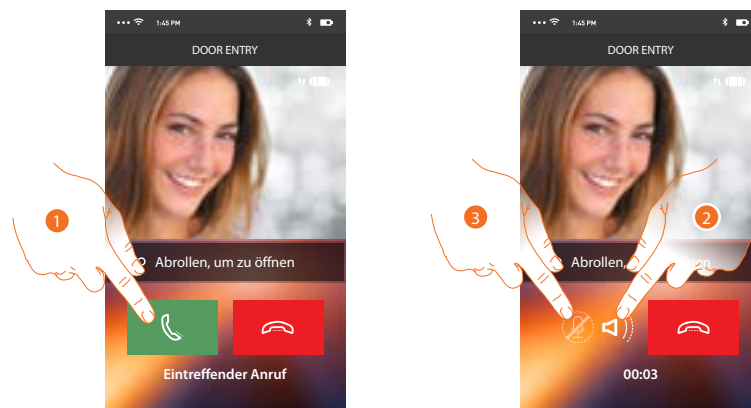 1:45 PM
DOOR ENTRY
Abrollen, um zu öffnen
Eintreffender Anruf
1
1:45 PM
DOOR ENTRY
3
2
Abrollen,
00:03